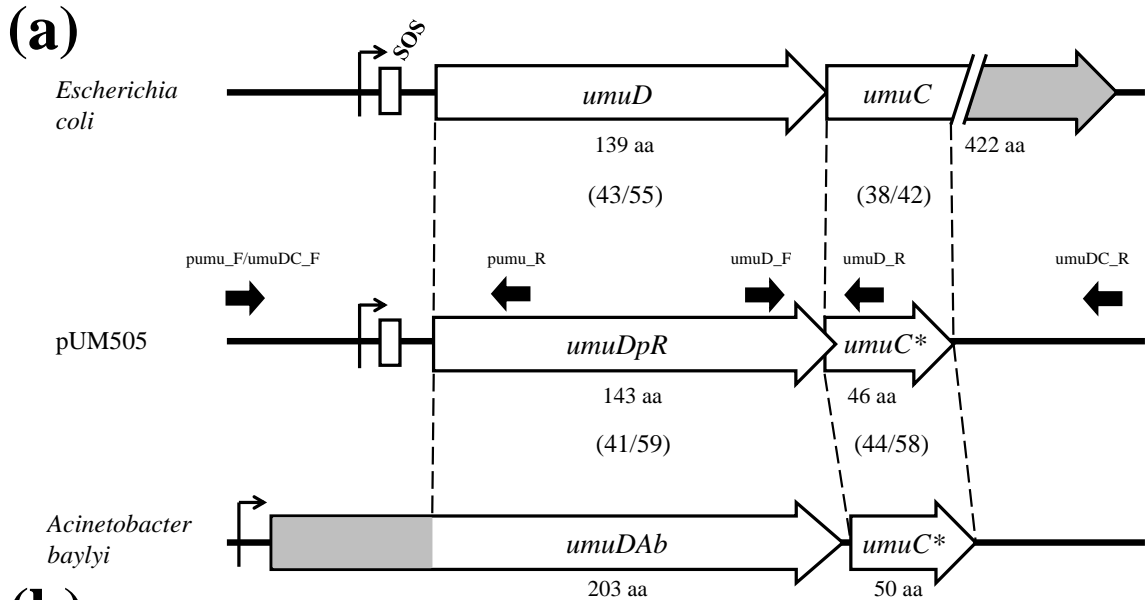 (a)
SOS
Escherichia
coli
umuD
umuC
139 aa
422 aa
(43/55)
(38/42)
pumu_F/umuDC_F
pumu_R
umuD_F
umuD_R
umuDC_R
pUM505
umuDpR
umuC*
143 aa
46 aa
(41/59)
(44/58)
Acinetobacter
baylyi
umuDAb
umuC*
203 aa
50 aa